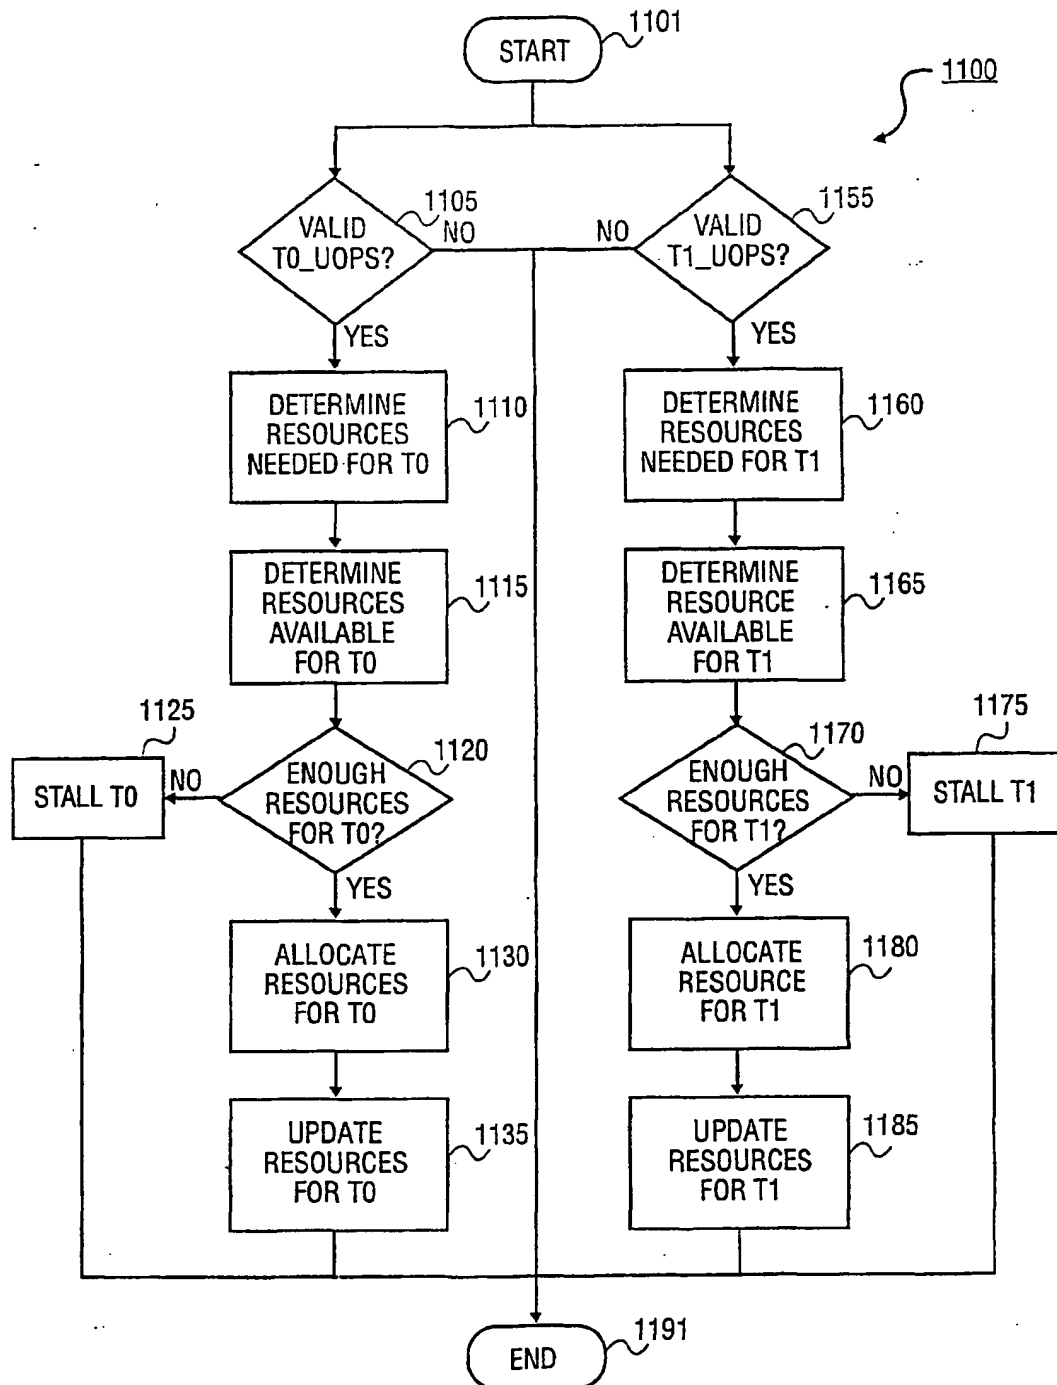 START
1101
1100
VALID
T0_UOPS?
1105
NO
NO
VALID
T1_UOPS?
1155
YES
YES
DETERMINE
RESOURCES
NEEDED FOR T0
1110
DETERMINE
RESOURCES
NEEDED FOR T1
1160
DETERMINE
RESOURCES
AVAILABLE
FOR T0
1115
DETERMINE
RESOURCE
AVAILABLE
FOR T1
1165
1125
STALL T0
NO
ENOUGH
RESOURCES
FOR T0?
1120
ENOUGH
RESOURCES
FOR T1?
1170
NO
1175
STALL T1
YES
YES
ALLOCATE
RESOURCES
FOR T0
1130
ALLOCATE
RESOURCE
FOR T1
1180
UPDATE
RESOURCES
FOR T0
1135
UPDATE
RESOURCES
FOR T1
1185
END
1191